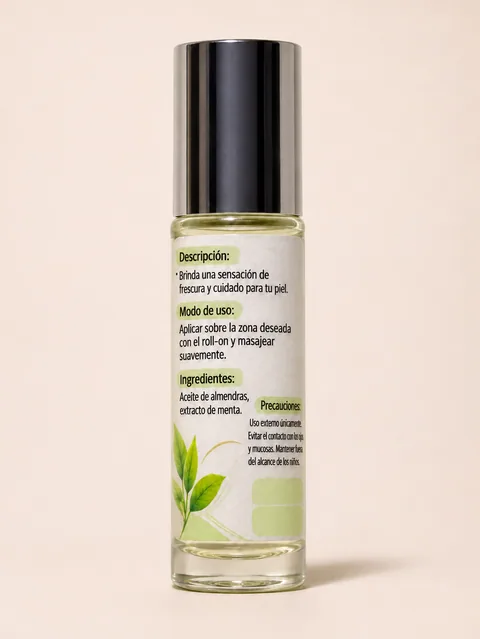 Descripción:
· Brinda una sensación de
frescura y cuidado para tu piel.
Modo de uso:
Aplicar sobre la zona deseada
con el roll-on y masajear
suavemente.
Ingredientes:
Aceite de almendras,
extracto de menta.
Precauciones:
Uso externo únicamente.
Evitar el contacto con los ojos
y mucosas. Mantener fuera
del alcance de los niños.